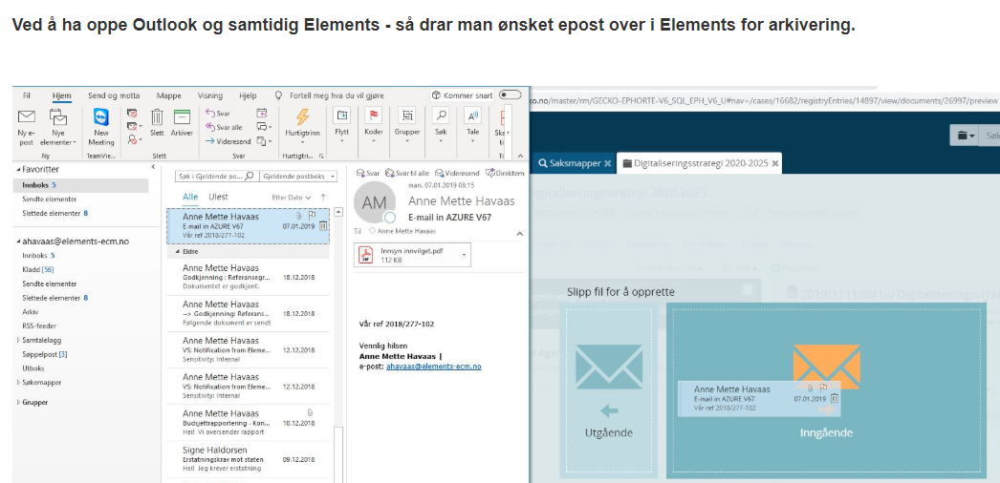 Ved å ha oppe Outlook og samtidig Elements - så drar man ønsket epost over i Elements for arkivering.
Fil Hjem Send og motta Mappe Visning Hjelp Fortell meg hva du vil gjøre Kommer snart
Ny e-post
Nye elementer
New Meeting
Slett
Arkiver
Svar
Svar alle
Videresend
Hurtigtrinn
Flytt
Koder
Grupper
Søk
Tale
Ny TeamVie... Slett Svar Hurtigtri...
Favoritter
Innboks 5
Sendte elementer
Slettede elementer 8
ahavaas@elements-ecm.no
Innboks 5
Kladd [56]
Sendte elementer
Slettede elementer 8
Arkiv
RSS-feeder
Samtalelogg
Søppelpost [3]
Utboks
Søkemapper
Grupper
Søk i Gjeldende po... Gjeldende postboks
Alle Ulest Etter Dato
Anne Mette Havaas
E-mail in AZURE V67 07.01.2019
Vår ref 2018/277-102
Eldre
Anne Mette Havaas
Godkjenning : Referansegr... 18.12.2018
Dokumentet er godkjent.
Anne Mette Havaas
--> Godkjenning: Referans... 18.12.2018
Følgende dokument er sendt
Anne Mette Havaas
VS: Notification from Eleme... 12.12.2018
Sensitivity: Internal
Anne Mette Havaas
VS: Notification from Eleme... 12.12.2018
Sensitivity: Internal
Anne Mette Havaas
Budsjettrapportering - Kon... 10.12.2018
Hei! Vi oversender rapport
Signe Haldorsen
Erstatningskrav mot staten 09.12.2018
Hei! Jeg krever erstatning
Svar Svar til alle Videresend Direktem
man. 07.01.2019 08:15
AM
Anne Mette Havaas
E-mail in AZURE V67
Til Anne Mette Havaas
Innsyn innvilget.pdf
112 KB
Vår ref 2018/277-102
Vennlig hilsen
Anne Mette Havaas |
e-post: ahavaas@elements-ecm.no
ko.no/master/rm/GECKO-EPHORTE-V6_SQL_EPH_V6_U#nav=/cases/16682/registryEntries/14897/view/documents/26997/preview
Søk
Saksmapper Digitaliseringsstrategi 2020-2025
Slipp fil for å opprette
Utgående
Anne Mette Havaas
E-mail in AZURE V67 07.01.2019
Vår ref 2018/277-102
Inngående